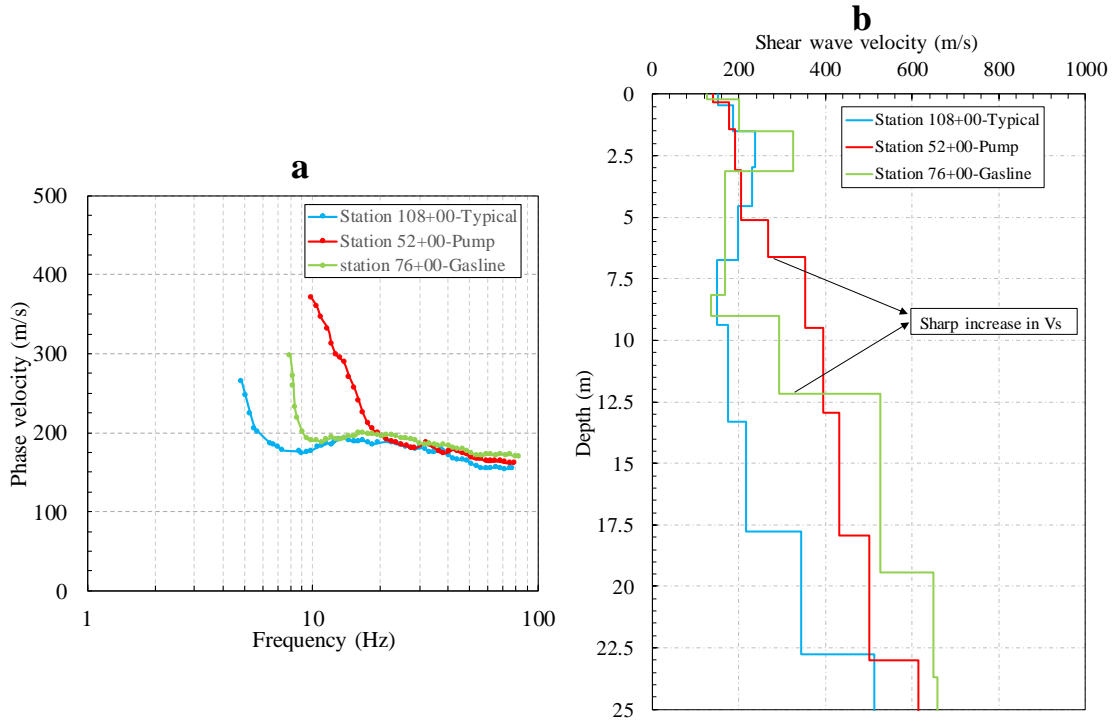 a
500
400
300
200
100
0
Phase velocity (m/s)
Station 108+00-Typical
Station 52+00-Pump
station 76+00-Gasline
1
10
100
Frequency (Hz)
b
Shear wave velocity (m/s)
0 200 400 600 800 1000
0
2.5
5
7.5
10
12.5
15
17.5
20
22.5
25
Depth (m)
Station 108+00-Typical
Station 52+00-Pump
Station 76+00-Gasline
Sharp increase in Vs